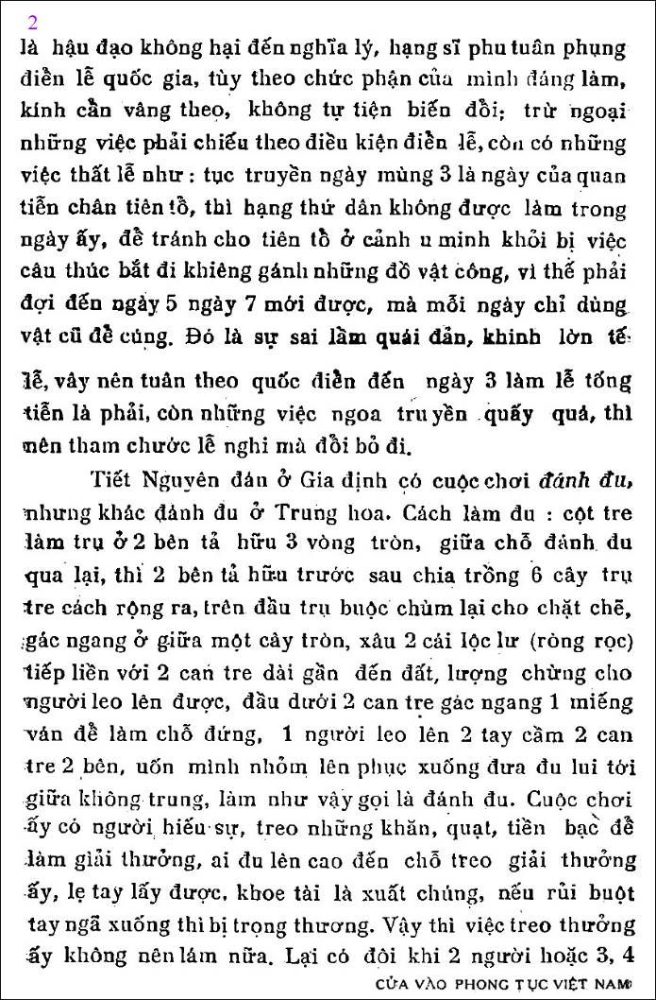 2
là hậu đạo không hại đến nghĩa lý, hạng sĩ phu tuân phụng
điền lễ quốc gia, tùy theo chức phận của mình đáng làm,
kính cần vâng theo, không tự tiện biến đồi; trừ ngoại
những việc phải chiếu theo điều kiện điền lễ, còn có những
việc thất lễ như : tục truyền ngày mùng 3 là ngày của quan
tiễn chân tiên tồ, thì hạng thứ dân không được làm trong
ngày ấy, đề tránh cho tiên tồ ở cảnh u minh khỏi bị việc
câu thúc bắt đi khiêng gánh những đồ vật công, vì thế phải
đợi đến ngày 5 ngày 7 mới được, mà mỗi ngày chỉ dùng
vật cũ đề cúng. Đó là sự sai lầm quái đản, khinh lờn tế
lễ, vây nên tuân theo quốc điền đến ngày 3 làm lễ tống
tiễn là phải, còn những việc ngoa truyền quấy quá, thì
nên tham chước lễ nghi mà đồi bỏ đi.
Tiết Nguyên đán ở Gia định có cuộc chơi đánh đu,
nhưng khác đánh đu ở Trung hoa. Cách làm đu : cột tre
làm trụ ở 2 bên tả hữu 3 vòng tròn, giữa chỗ đánh đu
qua lại, thì 2 bên tả hữu trước sau chia trồng 6 cây trụ
tre cách rộng ra, trên đầu trụ buộc chùm lại cho chặt chẽ,
gác ngang ở giữa một cây tròn, xâu 2 cái lộc lư (ròng rọc)
tiếp liền với 2 can tre dài gần đến đất, lượng chừng cho
người leo lên được, đầu dưới 2 can tre gác ngang 1 miếng
ván đề làm chỗ đứng, 1 người leo lên 2 tay cầm 2 can
tre 2 bên, uốn mình nhỏm lên phục xuống đưa đu lui tới
giữa không trung, làm như vậy gọi là đánh đu. Cuộc chơi
ấy có người hiếu sự, treo những khăn, quạt, tiền bạc đề
làm giải thưởng, ai đu lên cao đến chỗ treo giải thưởng
ấy, lẹ tay lấy được, khoe tài là xuất chúng, nếu rủi buột
tay ngã xuống thì bị trọng thương. Vậy thì việc treo thưởng
ấy không nên lắm nữa. Lại có đôi khi 2 người hoặc 3, 4
CỬA VÀO PHONG TỤC VIỆT NAM